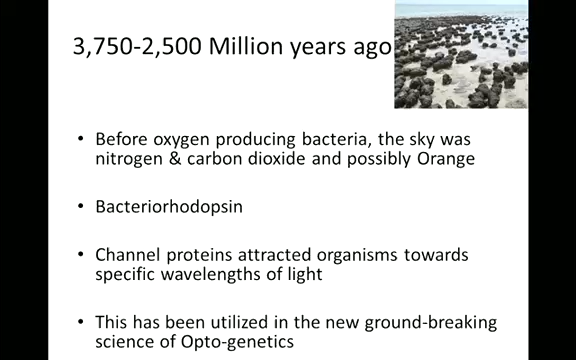 3,750-2,500 Million years ago
• Before oxygen producing bacteria, the sky was
nitrogen & carbon dioxide and possibly Orange
• Bacteriorhodopsin
• Channel proteins attracted organisms towards
specific wavelengths of light
• This has been utilized in the new ground-breaking
science of Opto-genetics